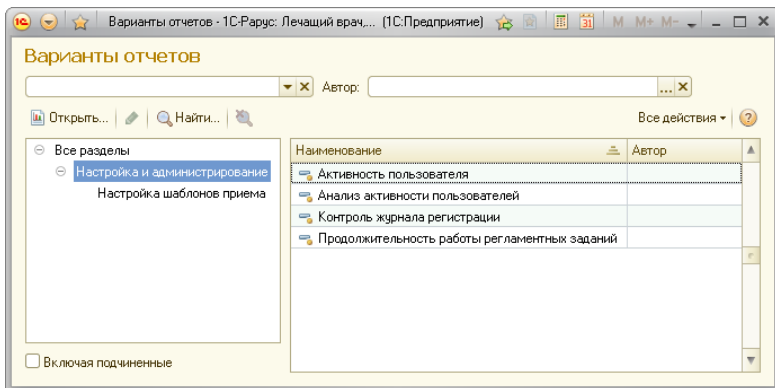 Варианты отчетов - 1С-Рарус: Лечащий врач,... (1С:Предприятие) M M+ M-
Варианты отчетов
Автор: ...
Открыть... Найти... Все действия ?
Все разделы
Настройка и администрирование
Настройка шаблонов приема
Наименование Автор
Активность пользователя
Анализ активности пользователей
Контроль журнала регистрации
Продолжительность работы регламентных заданий
Включая подчиненные